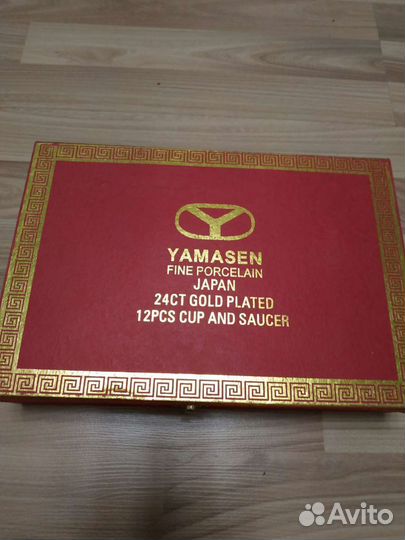 YAMASEN
FINE PORCELAIN
JAPAN
24CT GOLD PLATED
12PCS CUP AND SAUCER
Avito